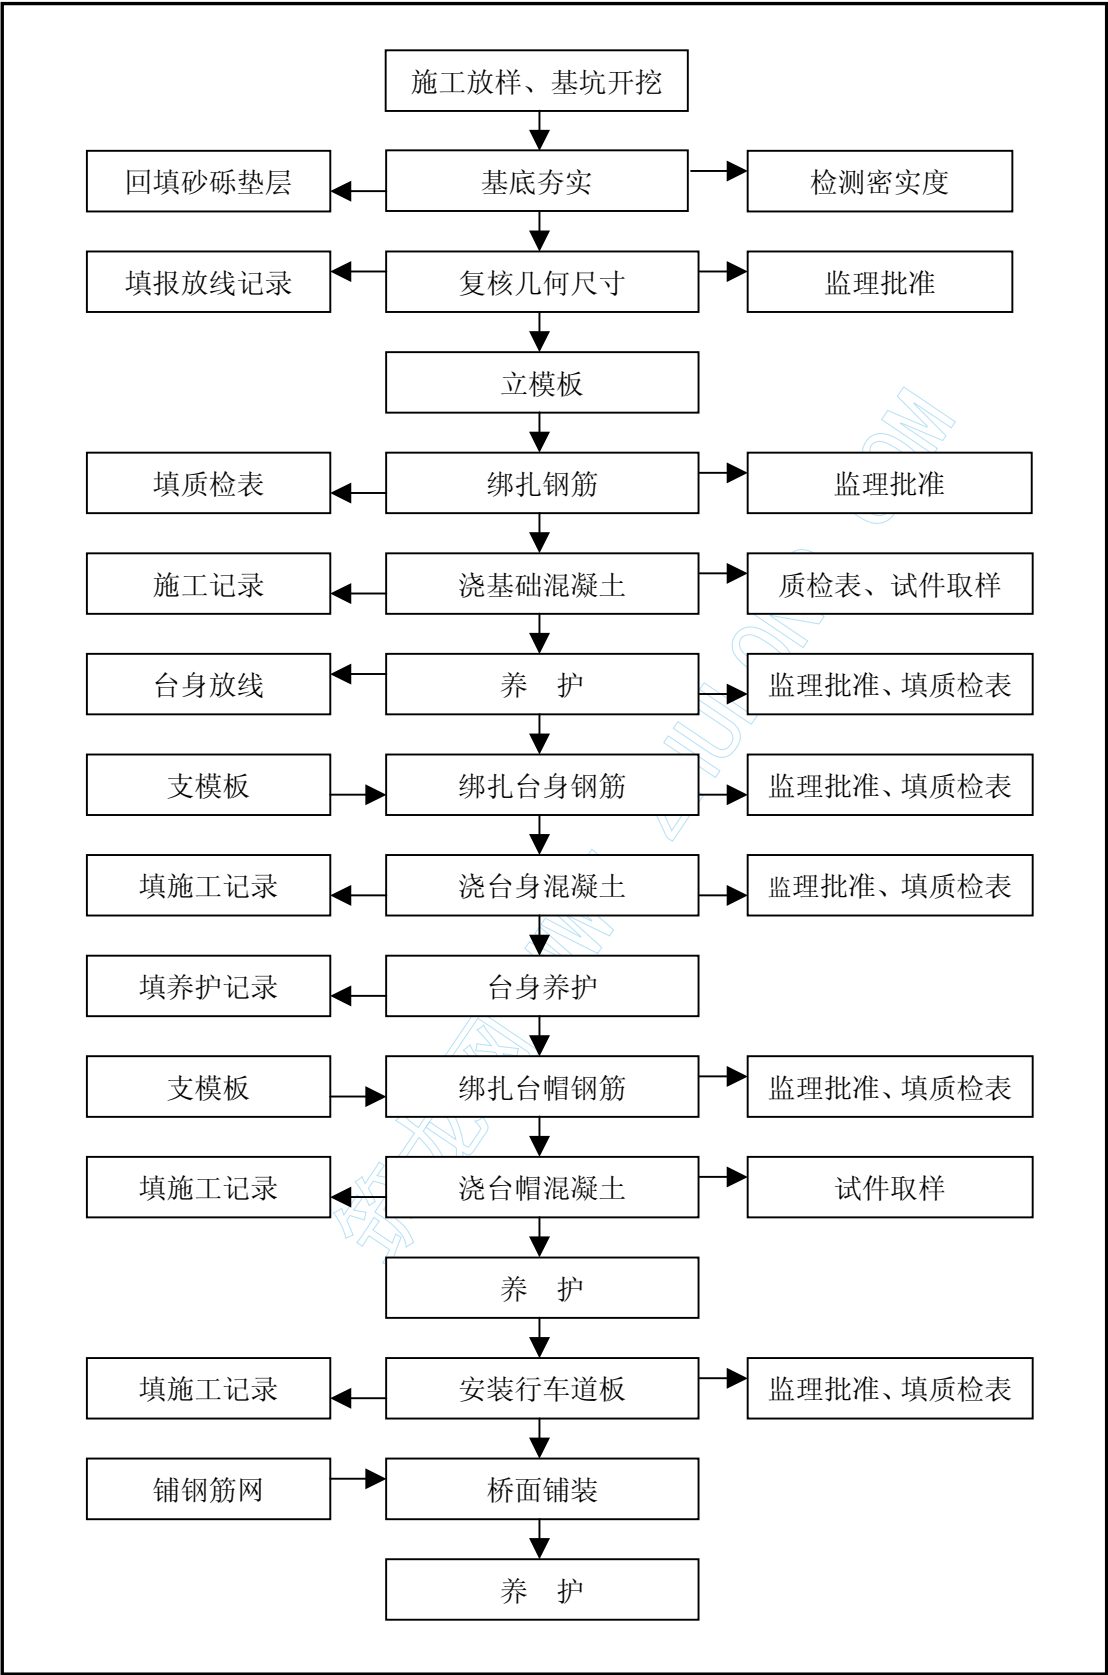 施工放样、基坑开挖
回填砂砾垫层
基底夯实
检测密实度
填报放线记录
复核几何尺寸
监理批准
立模板
填质检表
绑扎钢筋
监理批准
施工记录
浇基础混凝土
质检表、试件取样
台身放线
养 护
监理批准、填质检表
支模板
绑扎台身钢筋
监理批准、填质检表
填施工记录
浇台身混凝土
监理批准、填质检表
填养护记录
台身养护
支模板
绑扎台帽钢筋
监理批准、填质检表
填施工记录
浇台帽混凝土
试件取样
养 护
填施工记录
安装行车道板
监理批准、填质检表
铺钢筋网
桥面铺装
养 护